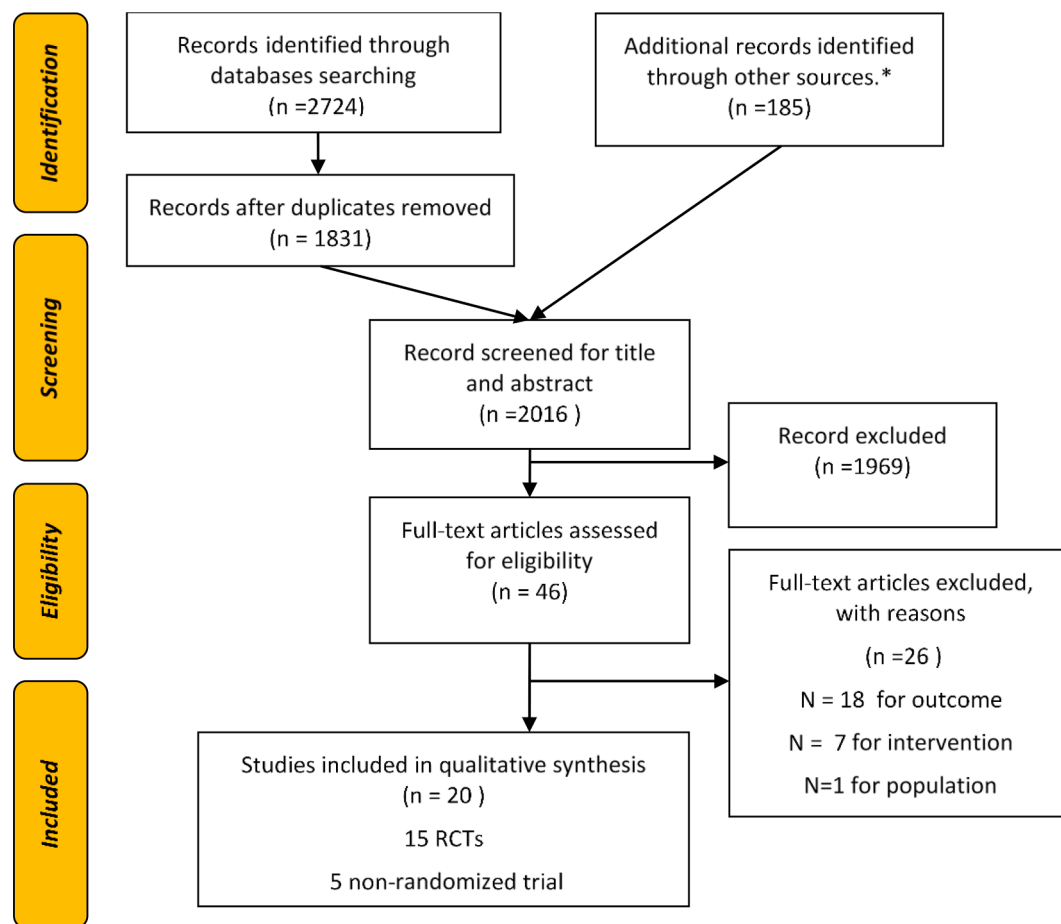 Identification
Records identified through
databases searching
(n =2724)
Additional records identified
through other sources.*
(n =185)
Records after duplicates removed
(n = 1831)
Screening
Record screened for title
and abstract
(n =2016 )
Record excluded
(n =1969)
Eligibility
Full-text articles assessed
for eligibility
(n = 46)
Full-text articles excluded,
with reasons
(n =26 )
N = 18 for outcome
N = 7 for intervention
N=1 for population
Included
Studies included in qualitative synthesis
(n = 20 )
15 RCTs
5 non-randomized trial